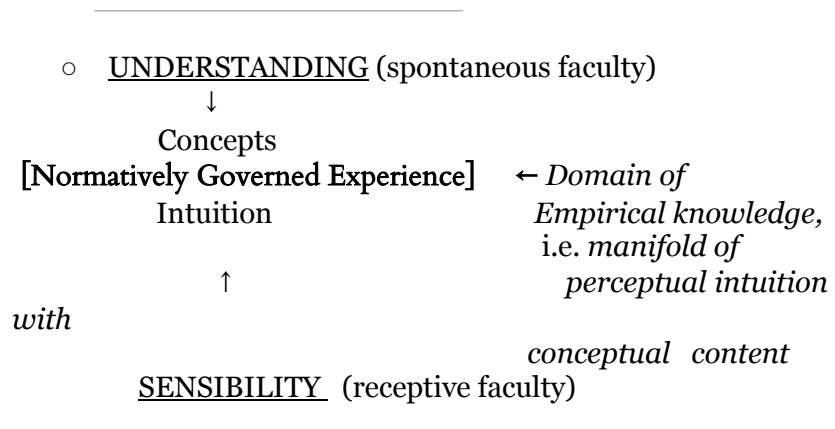 ○ UNDERSTANDING (spontaneous faculty)
↓
Concepts
[Normatively Governed Experience] ← Domain of
Intuition Empirical knowledge,
i.e. manifold of
↑ perceptual intuition
with
conceptual content
SENSIBILITY (receptive faculty)